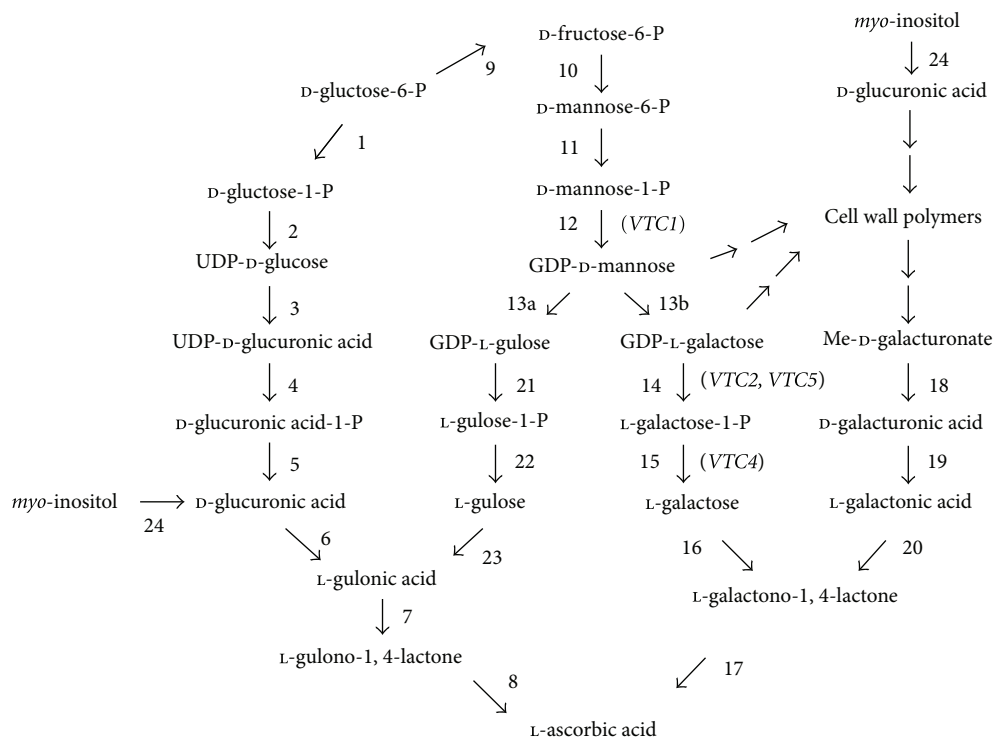 myo-inositol
D-fructose-6-P
24
9
10
D-gluctose-6-P
D-glucuronic acid
D-mannose-6-P
1
11
D-gluctose-1-P
D-mannose-1-P
2
12
(VTC1)
Cell wall polymers
UDP-D-glucose
GDP-D-mannose
3
13a
13b
UDP-D-glucuronic acid
GDP-L-gulose
GDP-L-galactose
Me-D-galacturonate
4
21
14
(VTC2, VTC5)
18
D-glucuronic acid-1-P
L-gulose-1-P
L-galactose-1-P
D-galacturonic acid
5
22
15
(VTC4)
19
myo-inositol
D-glucuronic acid
L-gulose
L-galactose
L-galactonic acid
24
6
23
16
20
L-gulonic acid
L-galactono-1, 4-lactone
7
L-gulono-1, 4-lactone
8
17
L-ascorbic acid